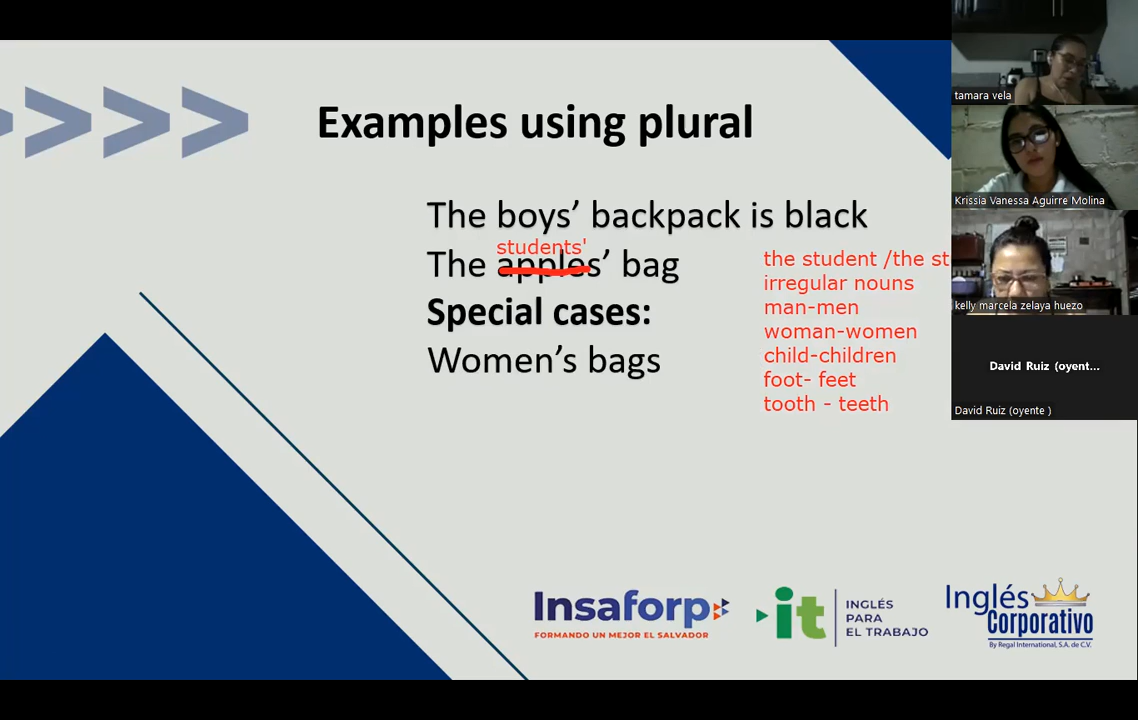 Examples using plural
The boys’ backpack is black
students'
The apples’ bag
Special cases:
Women’s bags
the student /the st
irregular nouns
man-men
woman-women
child-children
foot- feet
tooth - teeth
tamara vela
Krissia Vanessa Aguirre Molina
kelly marcela zelaya huezo
David Ruiz (oyent...
David Ruiz (oyente )
Insaforp
FORMANDO UN MEJOR EL SALVADOR
it
INGLÉS
PARA
EL TRABAJO
Inglés
Corporativo
By Regal International, S.A. de C.V.